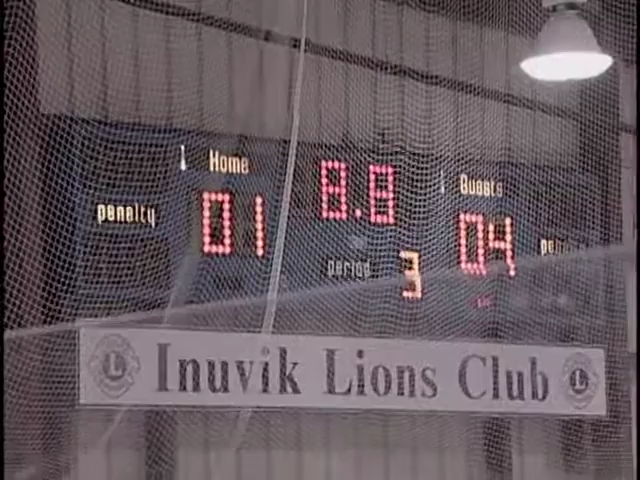 Home 8.8 Guests
penalty 01 04
period 3
L Inuvik Lions Club L